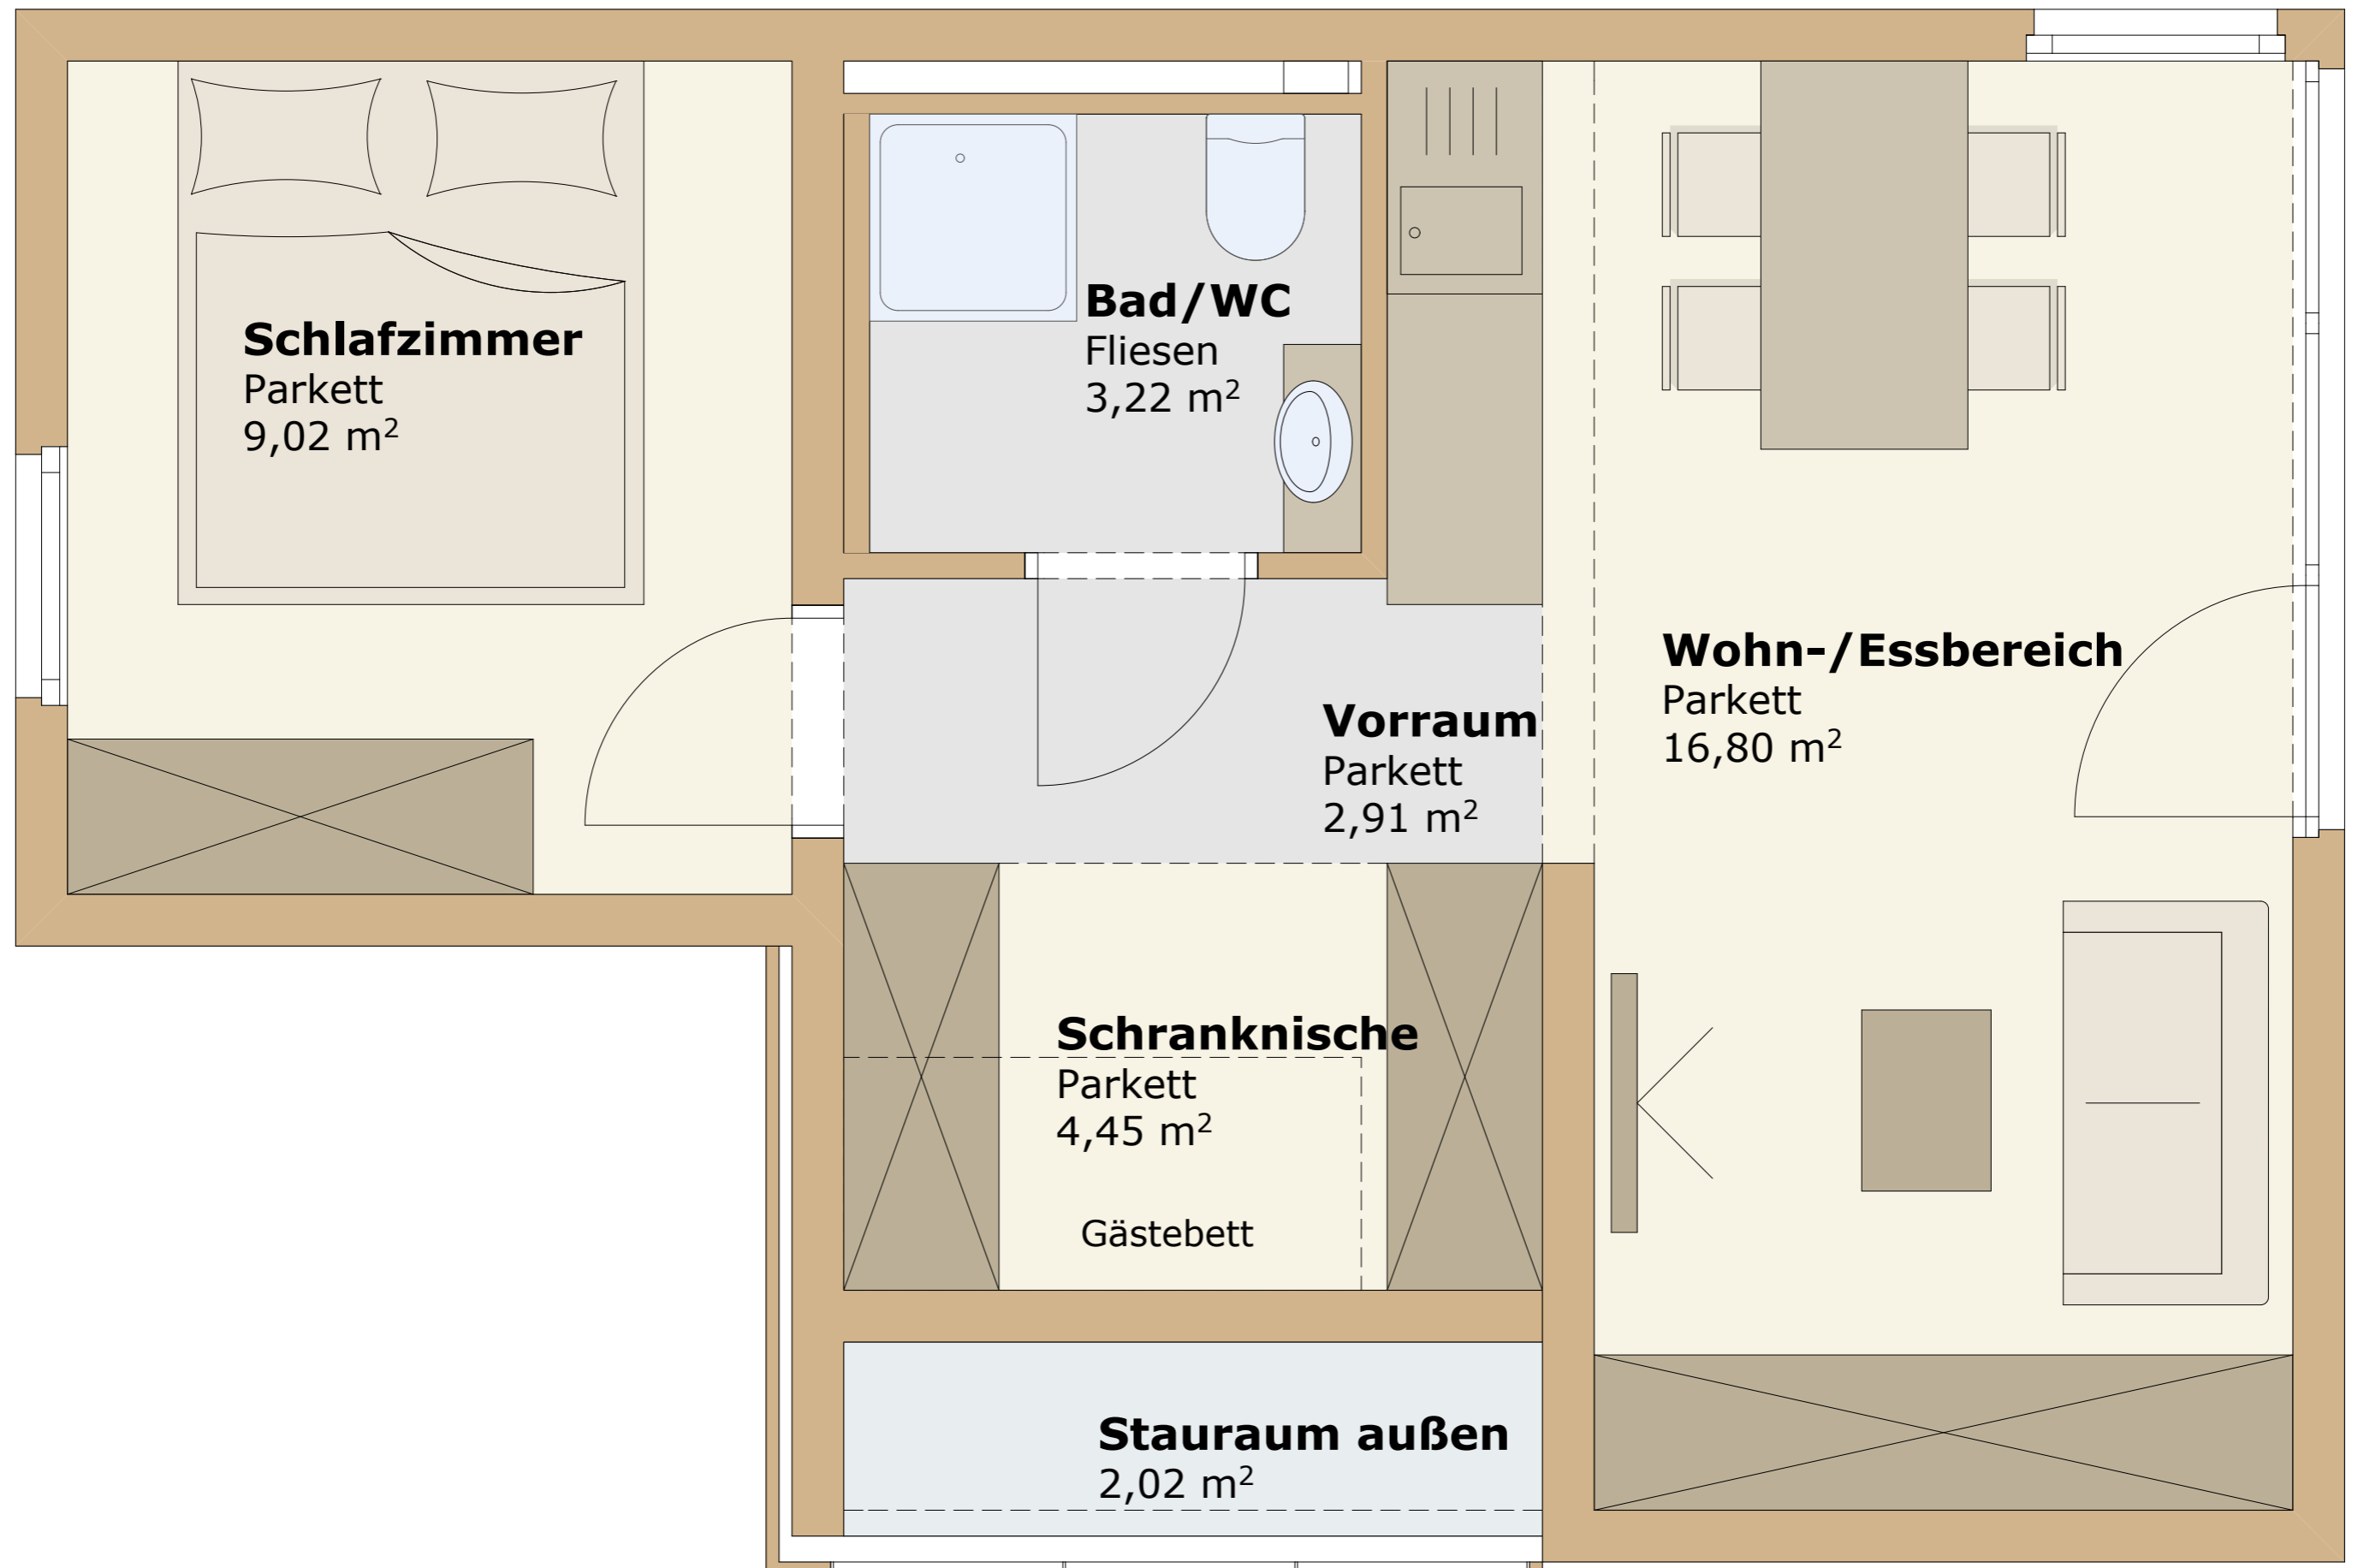 Schlafzimmer
Parkett
9,02 m²
Bad/WC
Fliesen
3,22 m²
Vorraum
Parkett
2,91 m²
Wohn-/Essbereich
Parkett
16,80 m²
Schranknische
Parkett
4,45 m²
Gästebett
Stauraum außen
2,02 m²